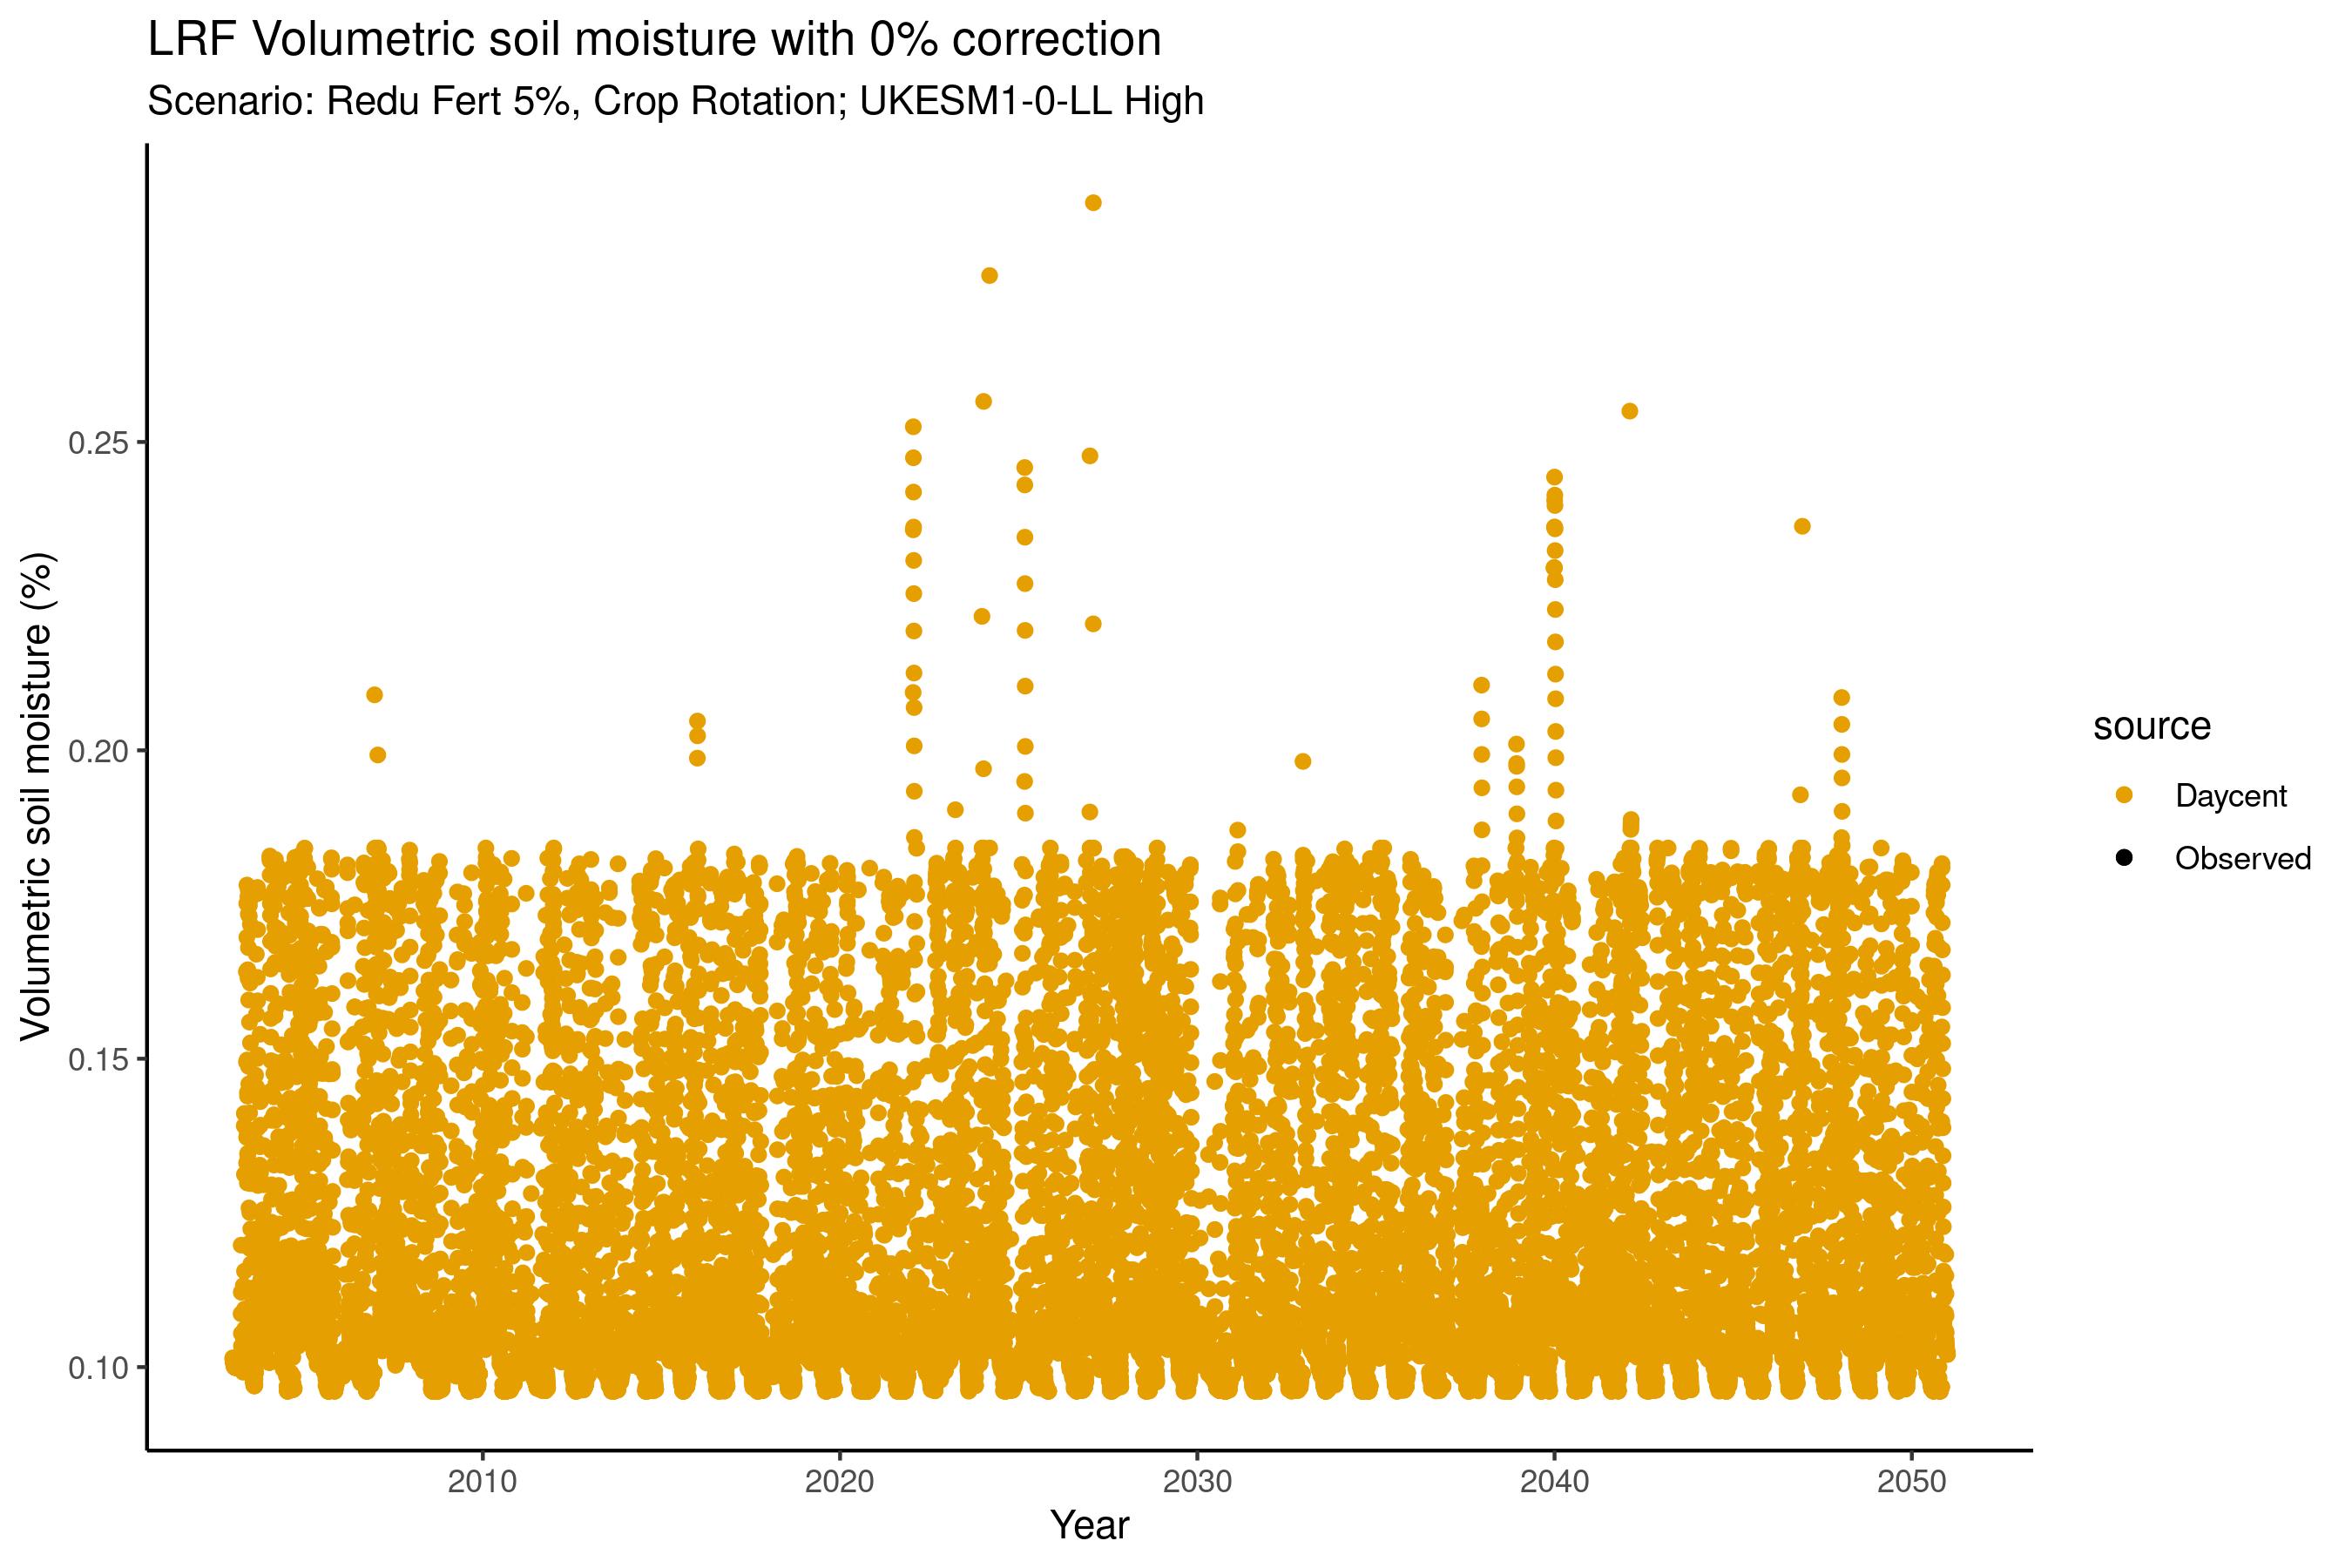 LRF Volumetric soil moisture with 0% correction
Scenario: Redu Fert 5%, Crop Rotation; UKESM1-0-LL High
Volumetric soil moisture (%)
0.25
0.20
0.15
0.10
2010
2020
2030
2040
2050
Year
source
Daycent
Observed